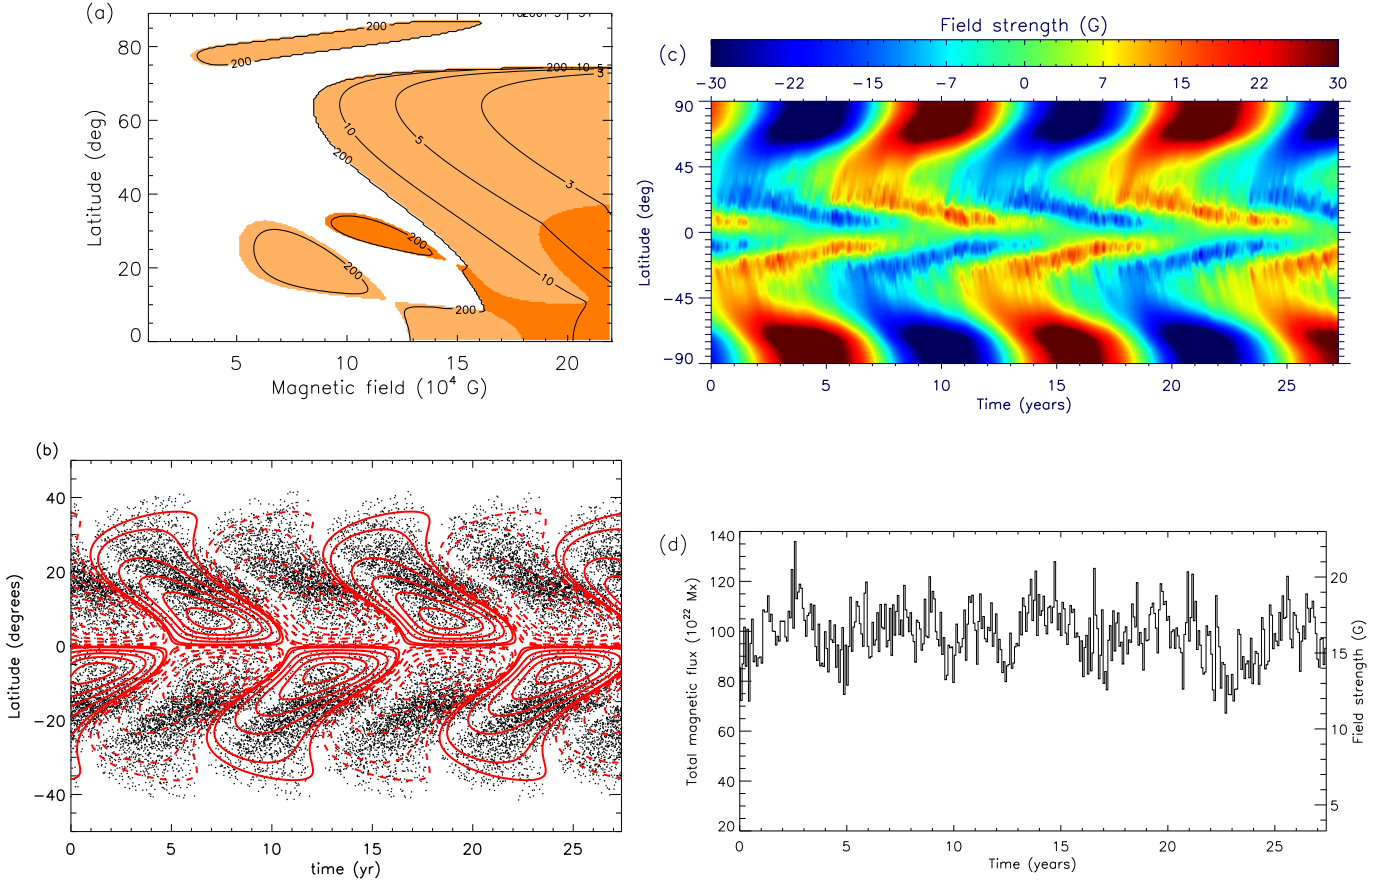 (a)
Latitude (deg)
80
60
40
20
0
5 10 15 20
Magnetic field (10⁴ G)
200
200
200
10
5
3
200
200
200
10
200
200 10 5
3
(c)
Field strength (G)
−30 −22 −15 −7 0 7 15 22 30
Latitude (deg)
90
45
0
−45
−90
0 5 10 15 20 25
Time (years)
(b)
Latitude (degrees)
40
20
0
−20
−40
0 5 10 15 20 25
time (yr)
(d)
Total magnetic flux (10²² Mx)
140
120
100
80
60
40
20
0 5 10 15 20 25
Time (years)
20
15
10
5
Field strength (G)